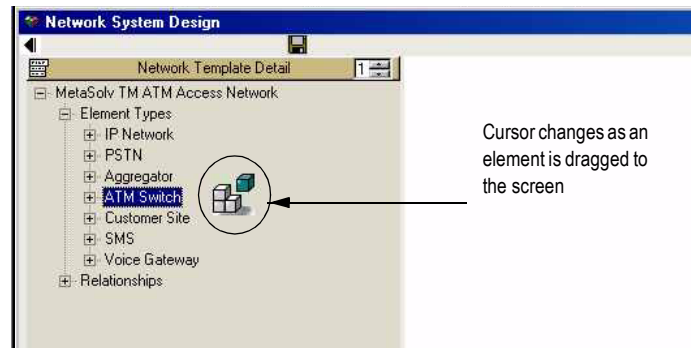 Network System Design
Network Template Detail 1
MetaSolv TM ATM Access Network
Element Types
IP Network
PSTN
Aggregator
ATM Switch
Customer Site
SMS
Voice Gateway
Relationships
Cursor changes as an
element is dragged to
the screen